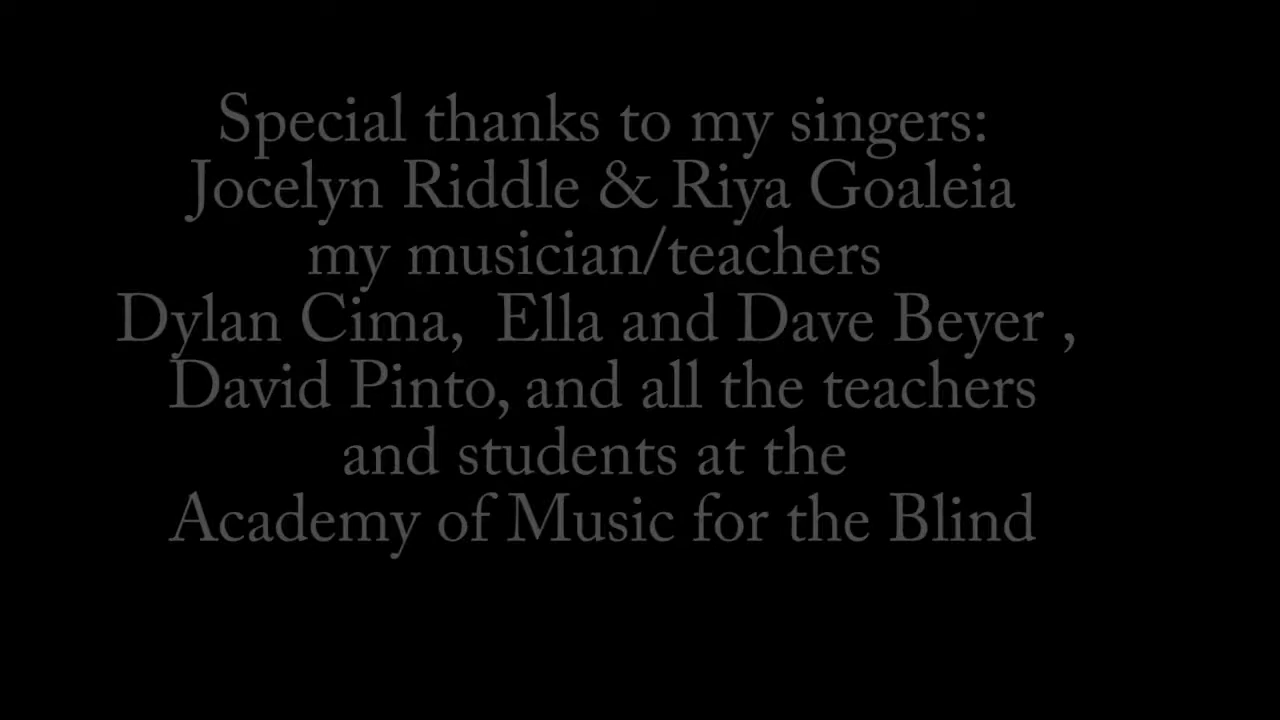 Special thanks to my singers:
Jocelyn Riddle & Riya Goaleia
my musician/teachers
Dylan Cima, Ella and Dave Beyer ,
David Pinto, and all the teachers
and students at the
Academy of Music for the Blind